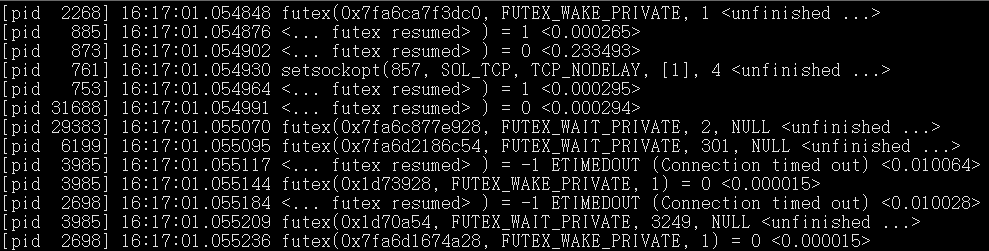 [pid  2268] 16:17:01.054848 futex(0x7fa6ca7f3dc0, FUTEX_WAKE_PRIVATE, 1 <unfinished ...>
[pid   885] 16:17:01.054876 <... futex resumed> ) = 1 <0.000265>
[pid   873] 16:17:01.054902 <... futex resumed> ) = 0 <0.233493>
[pid   761] 16:17:01.054930 setsockopt(857, SOL_TCP, TCP_NODELAY, [1], 4 <unfinished ...>
[pid   753] 16:17:01.054964 <... futex resumed> ) = 1 <0.000295>
[pid 31688] 16:17:01.054991 <... futex resumed> ) = 0 <0.000294>
[pid 29383] 16:17:01.055070 futex(0x7fa6c877e928, FUTEX_WAIT_PRIVATE, 2, NULL <unfinished ...>
[pid  6199] 16:17:01.055095 futex(0x7fa6d2186c54, FUTEX_WAIT_PRIVATE, 301, NULL <unfinished ...>
[pid  3985] 16:17:01.055117 <... futex resumed> ) = -1 ETIMEDOUT (Connection timed out) <0.010064>
[pid  3985] 16:17:01.055144 futex(0x1d73928, FUTEX_WAKE_PRIVATE, 1) = 0 <0.000015>
[pid  2698] 16:17:01.055184 <... futex resumed> ) = -1 ETIMEDOUT (Connection timed out) <0.010028>
[pid  3985] 16:17:01.055209 futex(0x1d70a54, FUTEX_WAIT_PRIVATE, 3249, NULL <unfinished ...>
[pid  2698] 16:17:01.055236 futex(0x7fa6d1674a28, FUTEX_WAKE_PRIVATE, 1) = 0 <0.000015>